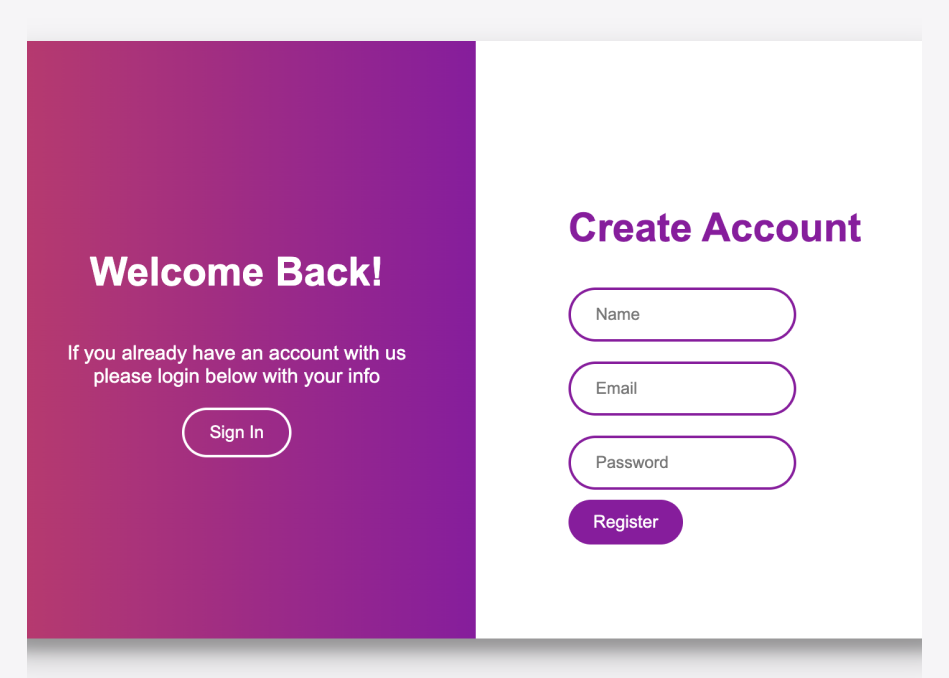 Welcome Back!
If you already have an account with us
please login below with your info
Sign In
Create Account
Name
Email
Password
Register